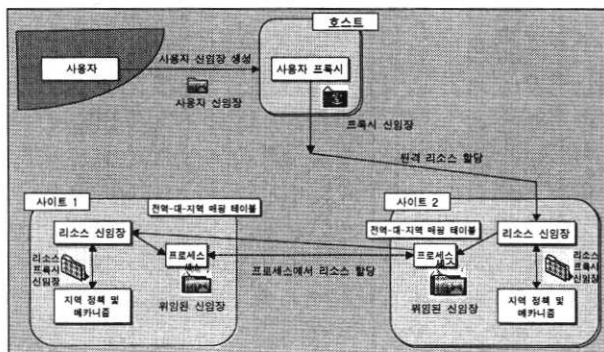 호스트
사용자
사용자 신임장 생성
사용자 신임장
사용자 프록시
프록시 신임장
원격 리소스 할당
사이트 1
전역-대-지역 매핑 테이블
리소스 신임장
프로세스
리소스
프록시
신임장
위임된 신임장
지역 정책 및
메카니즘
프로세스에서 리소스 할당
사이트 2
전역-대-지역 매핑 테이블
리소스 신임장
프로세스
리소스
프록시
신임장
위임된 신임장
지역 정책 및
메카니즘